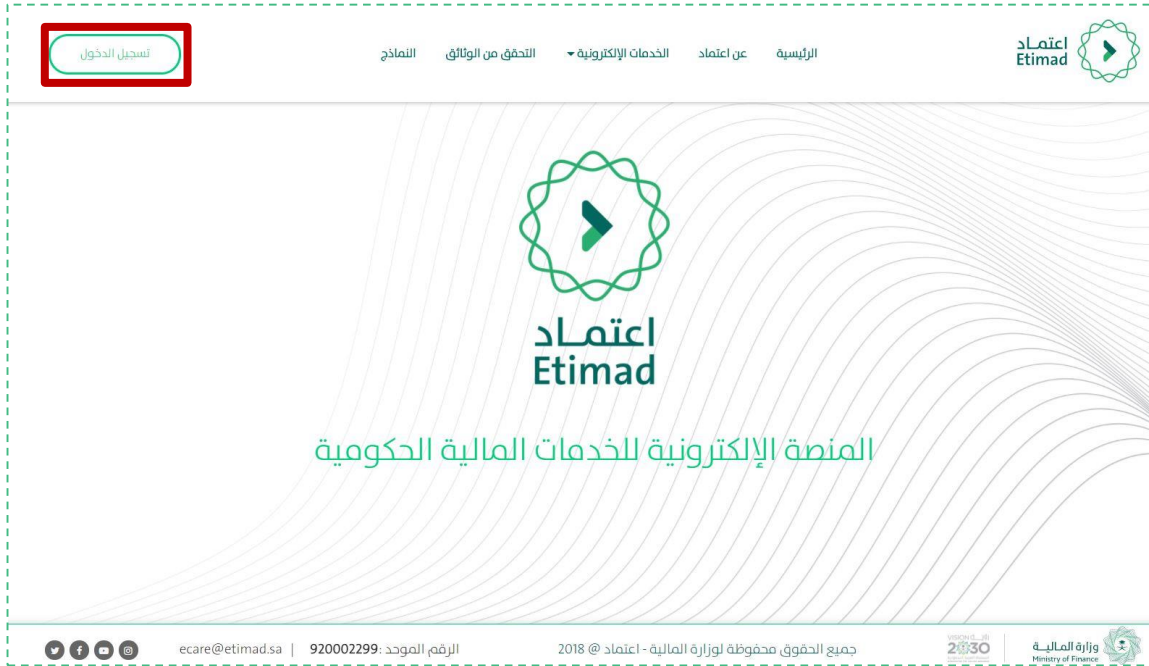 اعتماد
Etimad
الرئيسية
عن اعتماد
الخدمات الإلكترونية
التحقق من الوثائق
النماذج
تسجيل الدخول
اعتماد
Etimad
المنصة الإلكترونية للخدمات المالية الحكومية
وزارة المالية
Ministry of Finance
VISION رؤية
2030
جميع الحقوق محفوظة لوزارة المالية - اعتماد @ 2018
الرقم الموحد :920002299 | ecare@etimad.sa